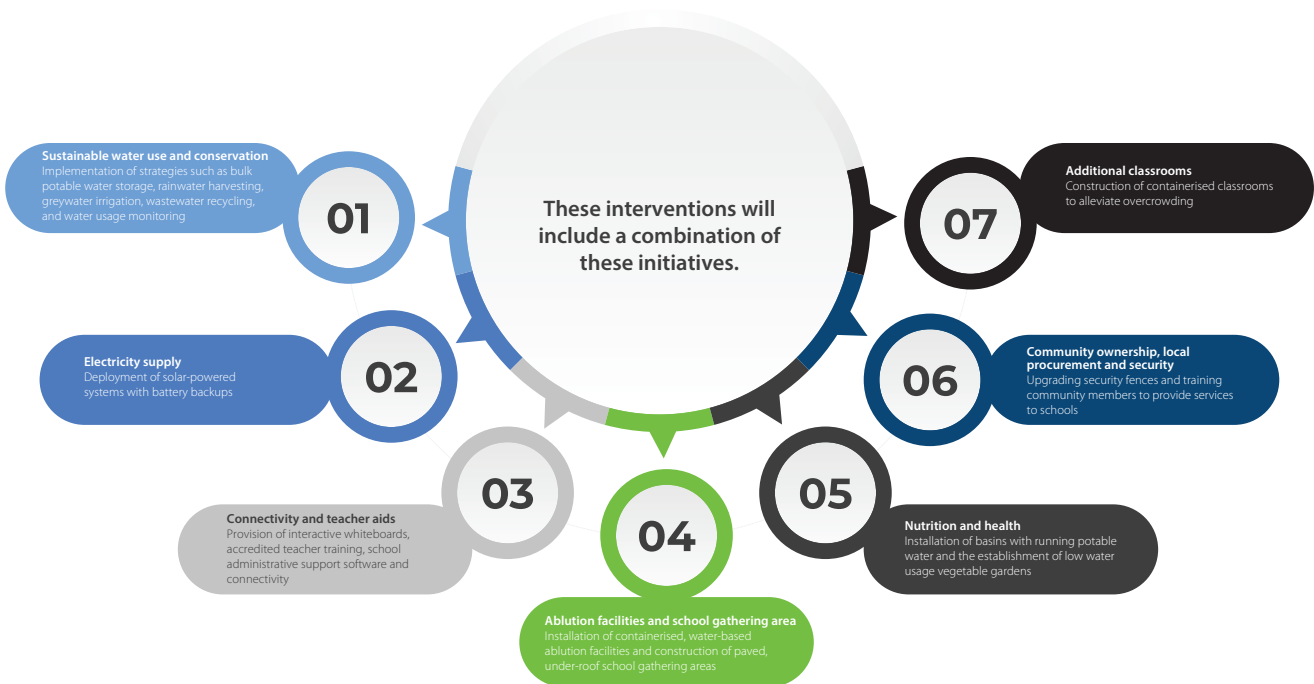 These interventions will
include a combination of
these initiatives.
01
Sustainable water use and conservation
Implementation of strategies such as bulk
potable water storage, rainwater harvesting,
greywater irrigation, wastewater recycling,
and water usage monitoring
02
Electricity supply
Deployment of solar-powered
systems with battery backups
03
Connectivity and teacher aids
Provision of interactive whiteboards,
accredited teacher training, school
administrative support software and
connectivity
04
Ablution facilities and school gathering area
Installation of containerised, water-based
ablution facilities and construction of paved,
under-roof school gathering areas
05
Nutrition and health
Installation of basins with running potable
water and the establishment of low water
usage vegetable gardens
06
Community ownership, local
procurement and security
Upgrading security fences and training
community members to provide services
to schools
07
Additional classrooms
Construction of containerised classrooms
to alleviate overcrowding